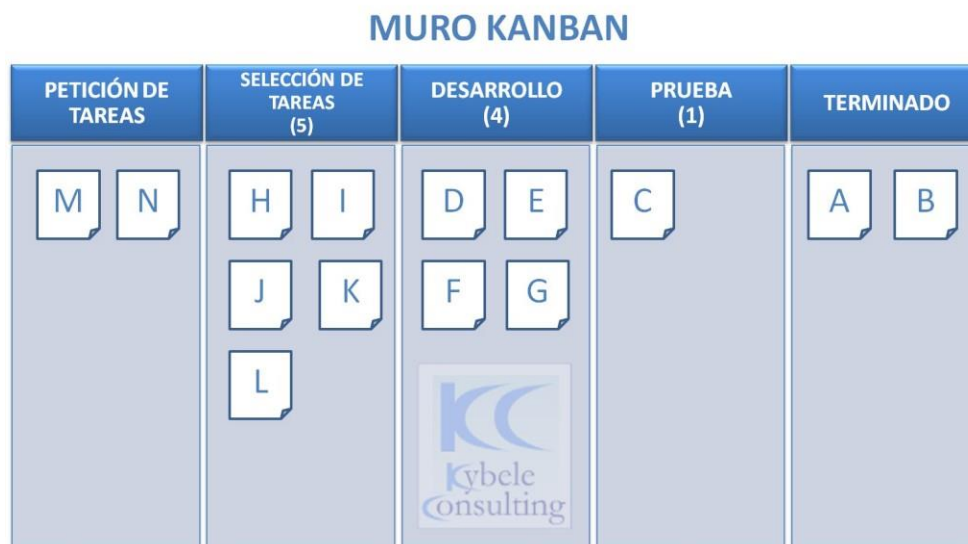 MURO KANBAN
PETICIÓN DE
TAREAS
SELECCIÓN DE
TAREAS
(5)
DESARROLLO
(4)
PRUEBA
(1)
TERMINADO
M N
H I
J K
L
D E
F G
C
A B
KC
Kybele
Consulting